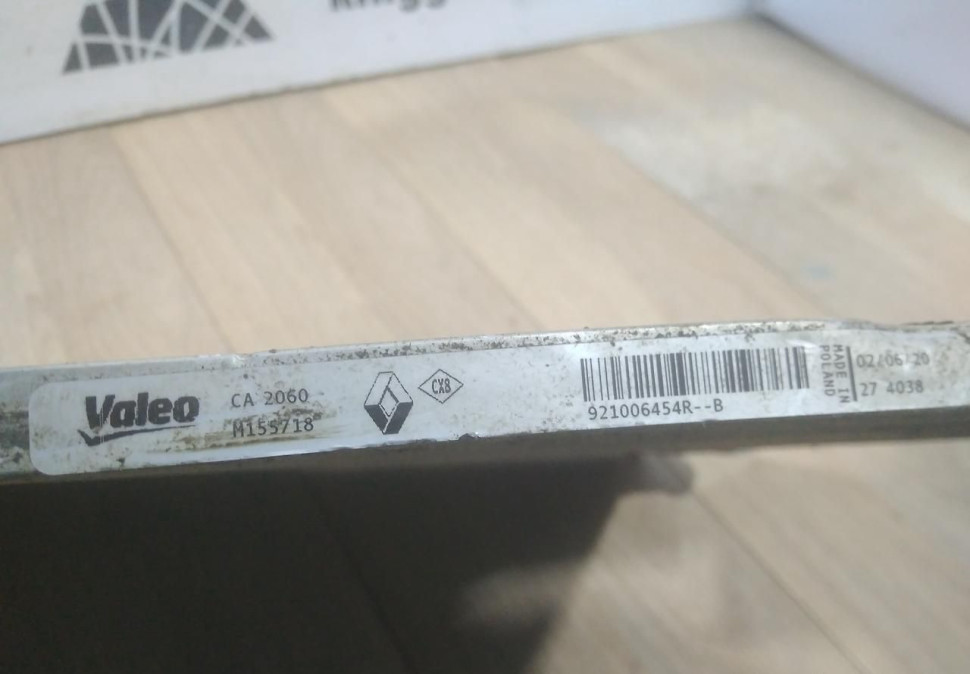 Valeo
CA 2060
M155718
CX8
921006454R--B
MADE IN
POLAND
02/06/20
27 4038